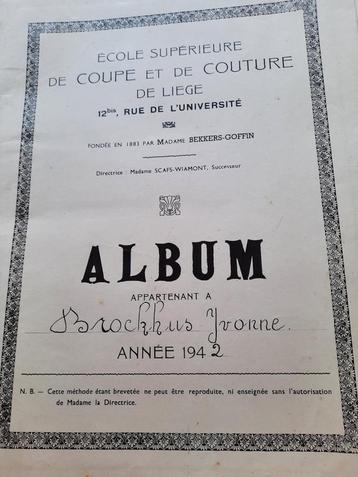 ÉCOLE SUPÉRIEURE
DE COUPE ET DE COUTURE
DE LIEGE
12bis, RUE DE L'UNIVERSITÉ
FONDÉE EN 1883 PAR MADAME BEKKERS-GOFFIN
Directrice : Madame SCAFS-WIAMONT, Successeur
ALBUM
APPARTENANT A
Brockhus Yvonne.
ANNÉE 1942
N. B. — Cette méthode étant brevetée ne peut être reproduite, ni enseignée sans l'autorisation
de Madame la Directrice.